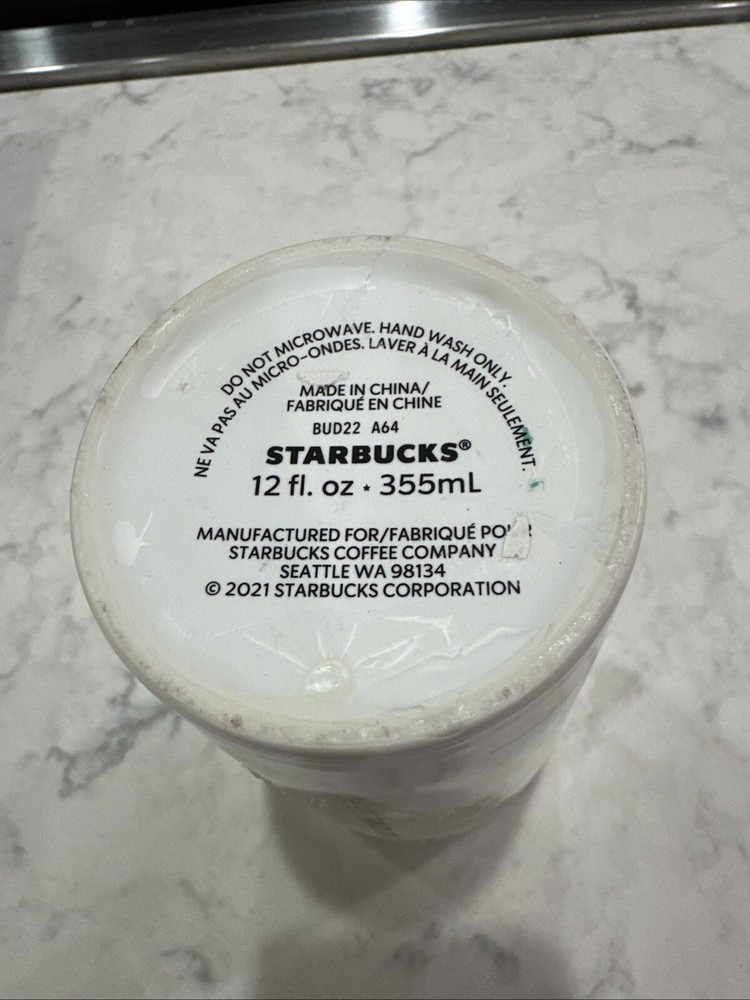 DO NOT MICROWAVE. HAND WASH ONLY.
NE VA PAS AU MICRO-ONDES. LAVER À LA MAIN SEULEMENT.
MADE IN CHINA/
FABRIQUÉ EN CHINE
BUD22 A64
STARBUCKS®
12 fl. oz • 355mL
MANUFACTURED FOR/FABRIQUÉ POUR
STARBUCKS COFFEE COMPANY
SEATTLE WA 98134
© 2021 STARBUCKS CORPORATION